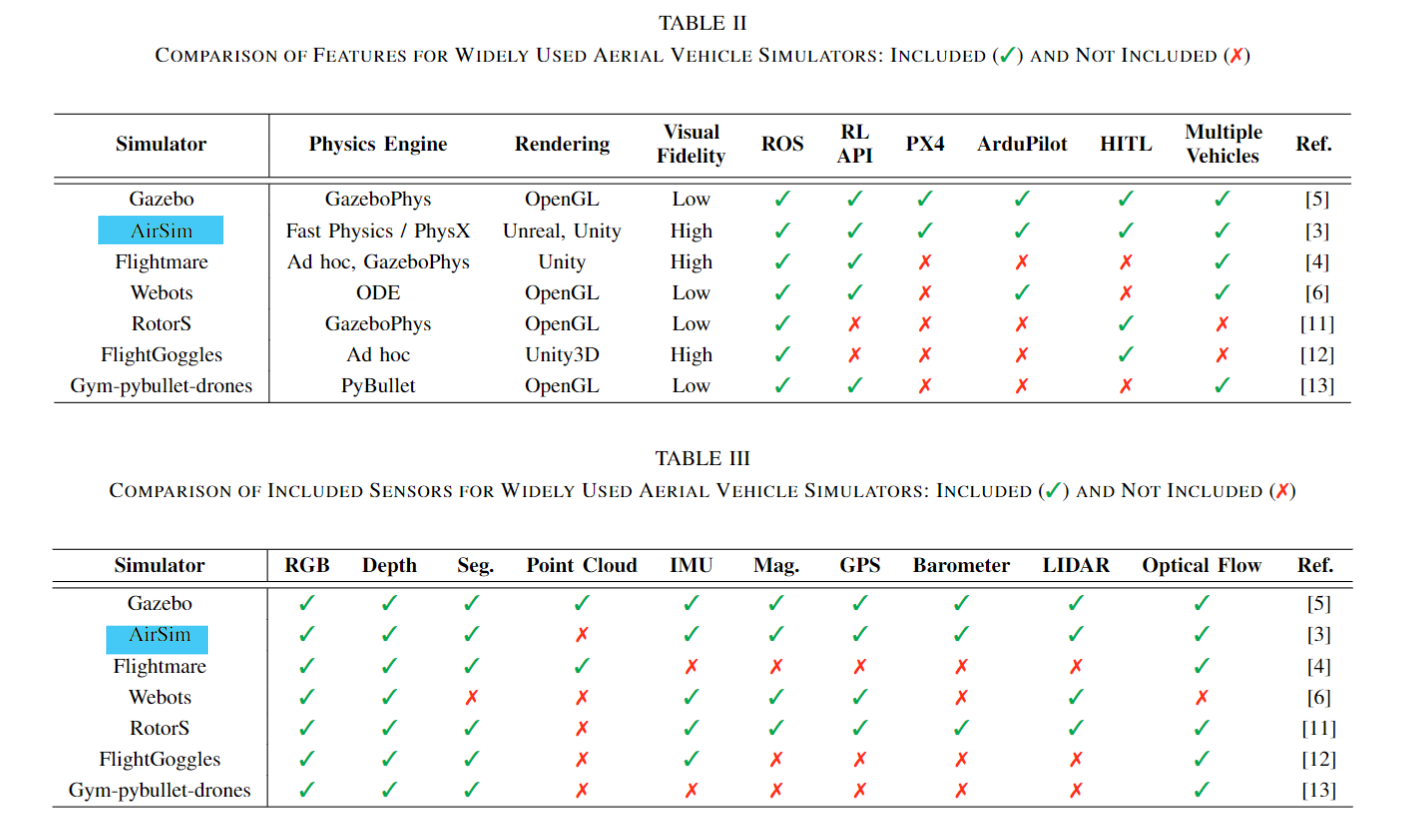 TABLE II
COMPARISON OF FEATURES FOR WIDELY USED AERIAL VEHICLE SIMULATORS: INCLUDED (✓) AND NOT INCLUDED (✗)
Simulator Physics Engine Rendering Visual Fidelity ROS RL API PX4 ArduPilot HITL Multiple Vehicles Ref.
Gazebo GazeboPhys OpenGL Low ✓ ✓ ✓ ✓ ✓ ✓ [5]
AirSim Fast Physics / PhysX Unreal, Unity High ✓ ✓ ✓ ✓ ✓ ✓ [3]
Flightmare Ad hoc, GazeboPhys Unity High ✓ ✓ ✗ ✗ ✗ ✓ [4]
Webots ODE OpenGL Low ✓ ✓ ✗ ✓ ✗ ✓ [6]
RotorS GazeboPhys OpenGL Low ✓ ✗ ✗ ✗ ✓ ✗ [11]
FlightGoggles Ad hoc Unity3D High ✓ ✗ ✗ ✗ ✓ ✗ [12]
Gym-pybullet-drones PyBullet OpenGL Low ✓ ✓ ✗ ✗ ✗ ✓ [13]
TABLE III
COMPARISON OF INCLUDED SENSORS FOR WIDELY USED AERIAL VEHICLE SIMULATORS: INCLUDED (✓) AND NOT INCLUDED (✗)
Simulator RGB Depth Seg. Point Cloud IMU Mag. GPS Barometer LIDAR Optical Flow Ref.
Gazebo ✓ ✓ ✓ ✓ ✓ ✓ ✓ ✓ ✓ ✓ [5]
AirSim ✓ ✓ ✓ ✗ ✓ ✓ ✓ ✓ ✓ ✓ [3]
Flightmare ✓ ✓ ✓ ✓ ✗ ✗ ✗ ✗ ✗ ✓ [4]
Webots ✓ ✓ ✗ ✗ ✓ ✓ ✓ ✗ ✓ ✗ [6]
RotorS ✓ ✓ ✓ ✗ ✓ ✓ ✓ ✓ ✓ ✓ [11]
FlightGoggles ✓ ✓ ✓ ✗ ✓ ✗ ✗ ✗ ✗ ✓ [12]
Gym-pybullet-drones ✓ ✓ ✓ ✗ ✗ ✗ ✗ ✗ ✗ ✓ [13]